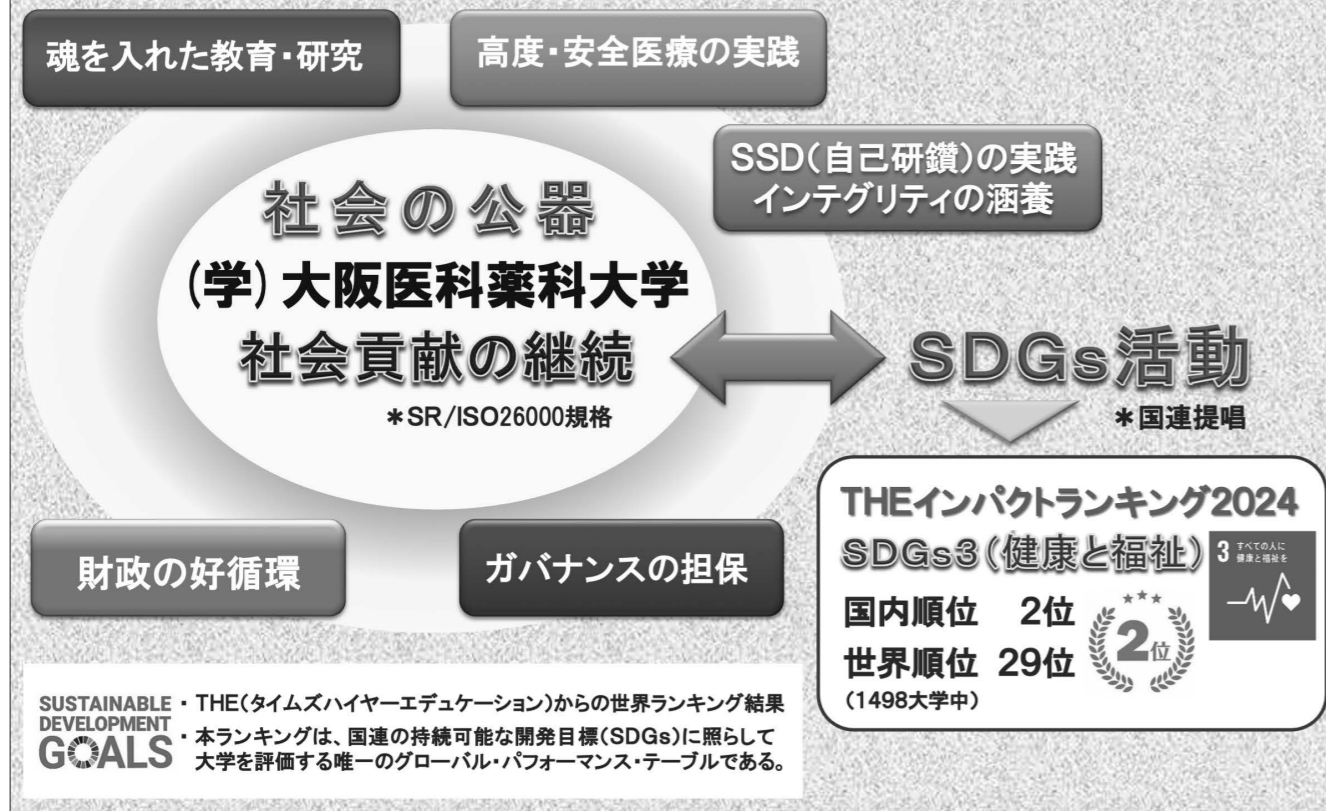 魂を入れた教育・研究
高度・安全医療の実践
SSD(自己研鑽)の実践
インテグリティの涵養
社会の公器
(学)大阪医科薬科大学
社会貢献の継続
*SR/ISO26000規格
SDGs活動
*国連提唱
財政の好循環
ガバナンスの担保
THEインパクトランキング2024
SDGs3(健康と福祉)
3 すべての人に
健康と福祉を
国内順位 2位
世界順位 29位
(1498大学中)
2位
SUSTAINABLE
DEVELOPMENT
GOALS
・THE(タイムズハイヤーエデュケーション)からの世界ランキング結果
・本ランキングは、国連の持続可能な開発目標(SDGs)に照らして
大学を評価する唯一のグローバル・パフォーマンス・テーブルである。